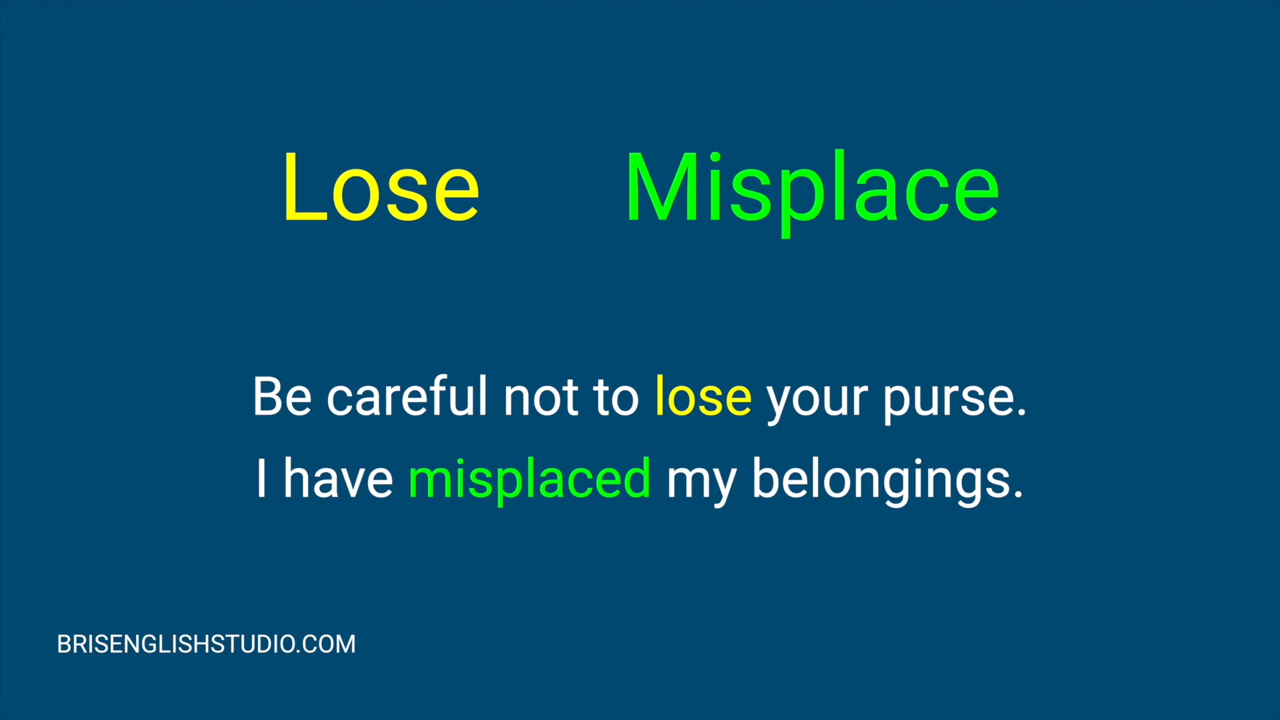 Lose Misplace
Be careful not to lose your purse.
I have misplaced my belongings.
BRISENGLISHSTUDIO.COM